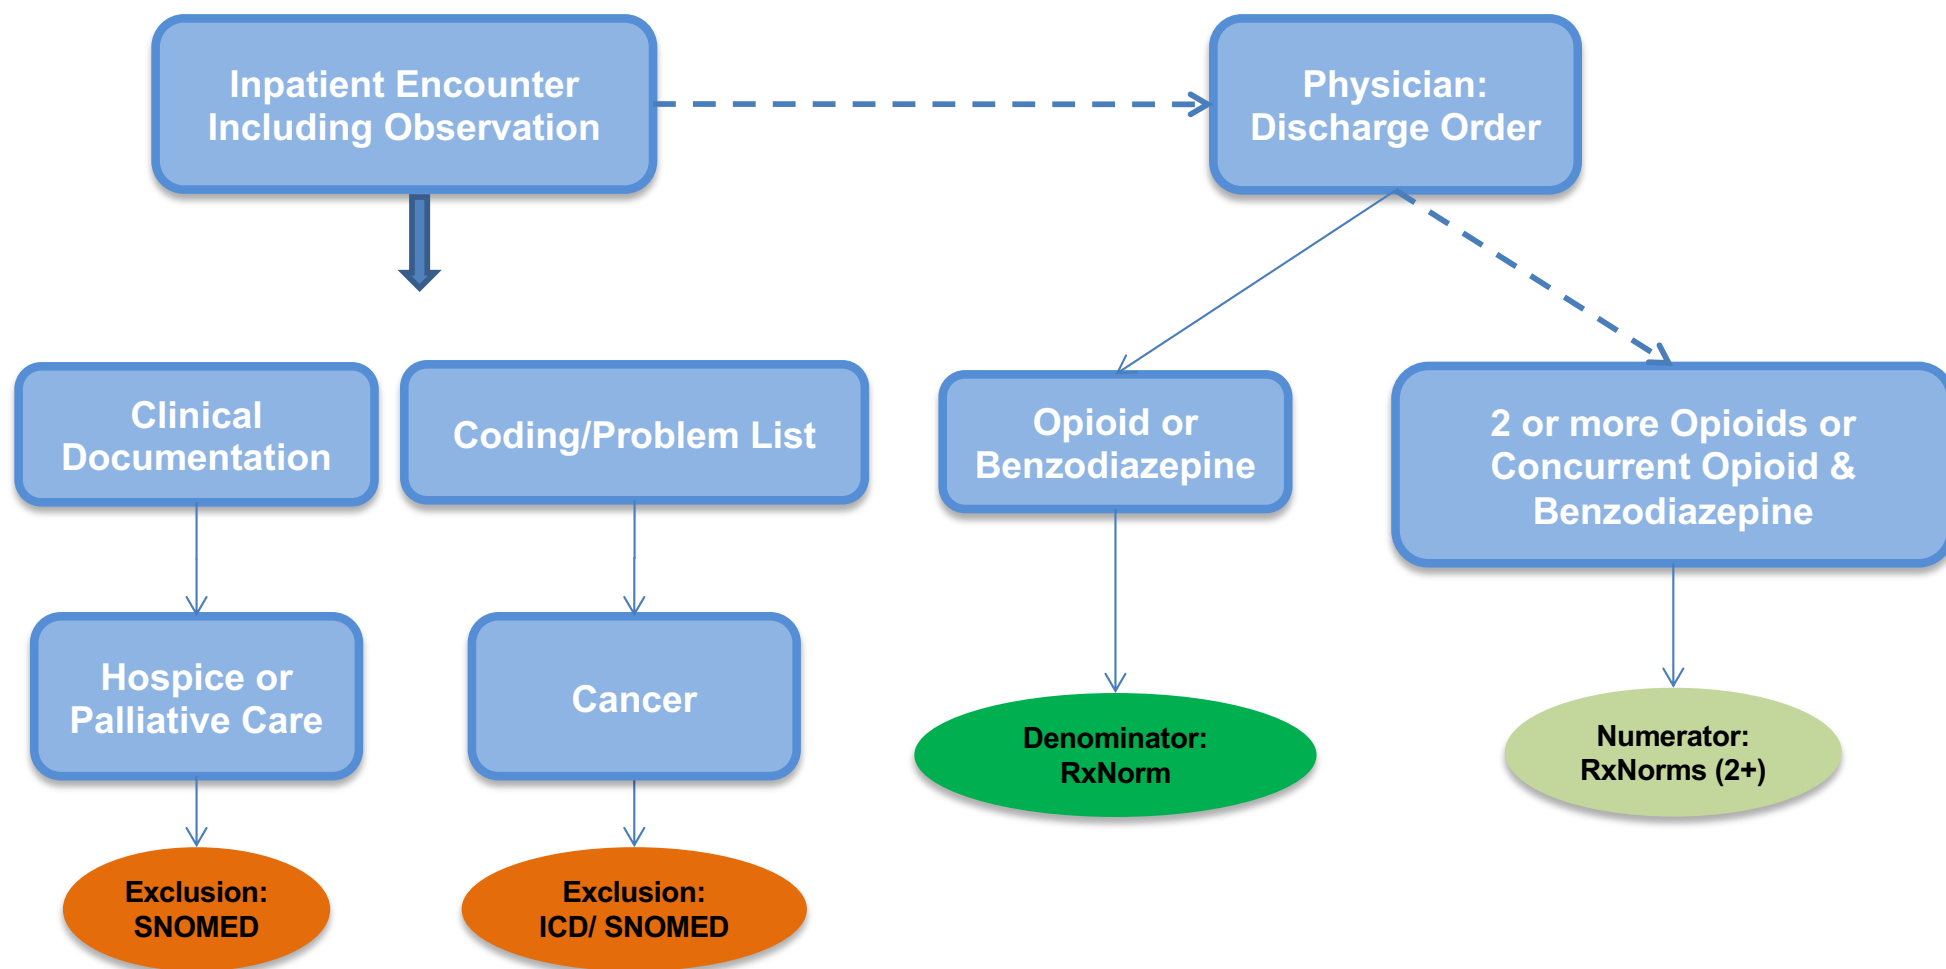 Inpatient Encounter
Including Observation
Physician:
Discharge Order
Clinical
Documentation
Coding/Problem List
Opioid or
Benzodiazepine
2 or more Opioids or
Concurrent Opioid &
Benzodiazepine
Hospice or
Palliative Care
Cancer
Denominator:
RxNorm
Numerator:
RxNorms (2+)
Exclusion:
SNOMED
Exclusion:
ICD/ SNOMED